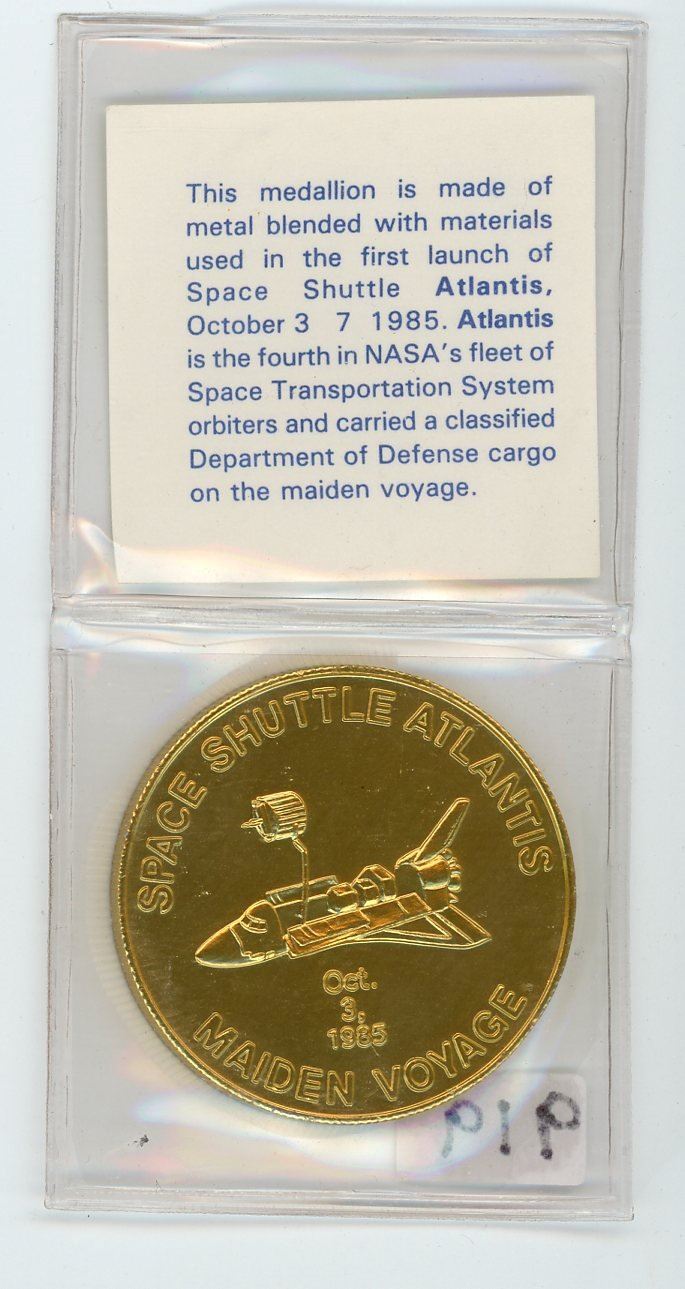 This medallion is made of
metal blended with materials
used in the first launch of
Space Shuttle Atlantis,
October 3 7 1985. Atlantis
is the fourth in NASA's fleet of
Space Transportation System
orbiters and carried a classified
Department of Defense cargo
on the maiden voyage.
SPACE SHUTTLE ATLANTIS
Oct.
3,
1985
MAIDEN VOYAGE